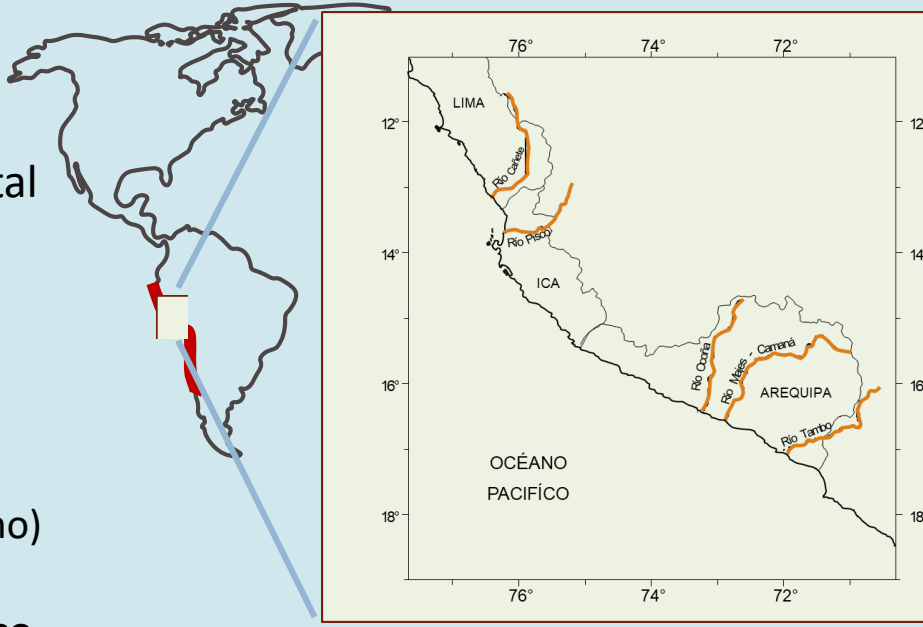 tal
no)
76°
74°
72°
12°
12
14°
14
16°
16
18°
18
76°
74°
72°
LIMA
Río Cañete
Río Pisco
ICA
Río Ocoña
Río Majes - Camaná
AREQUIPA
Río Tambo
OCÉANO
PACIFÍCO